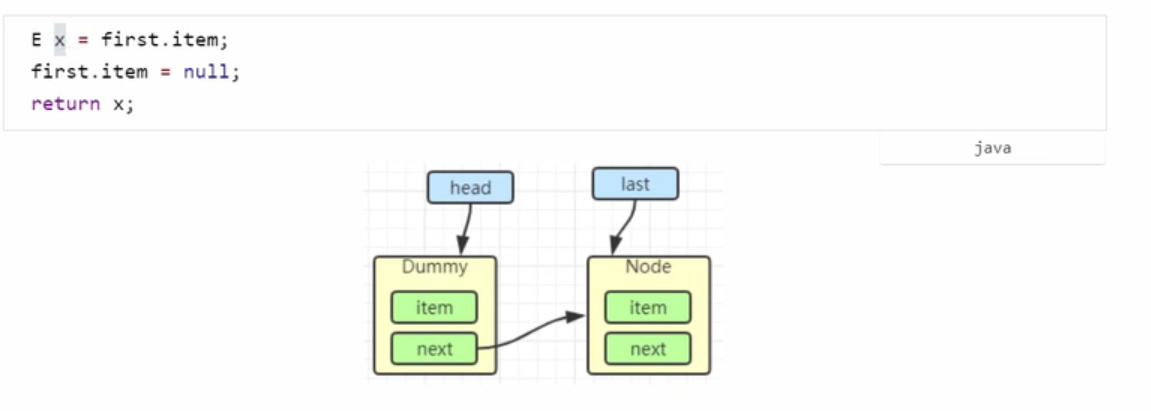 E x = first.item;
first.item = null;
return x;
java
head
last
Dummy
Node
item
item
next
next